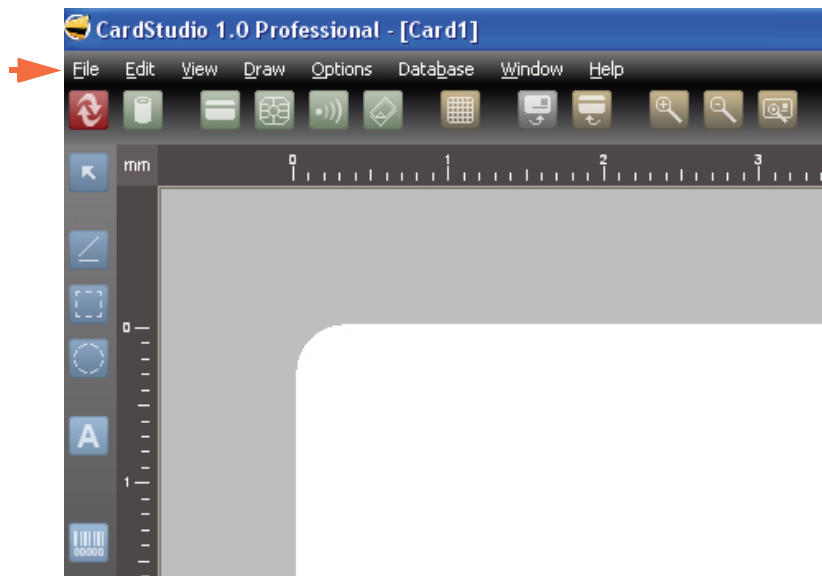 CardStudio 1.0 Professional - [Card1]
File Edit View Draw Options Database Window Help
mm 0 1 2 3
0
A
1
00000